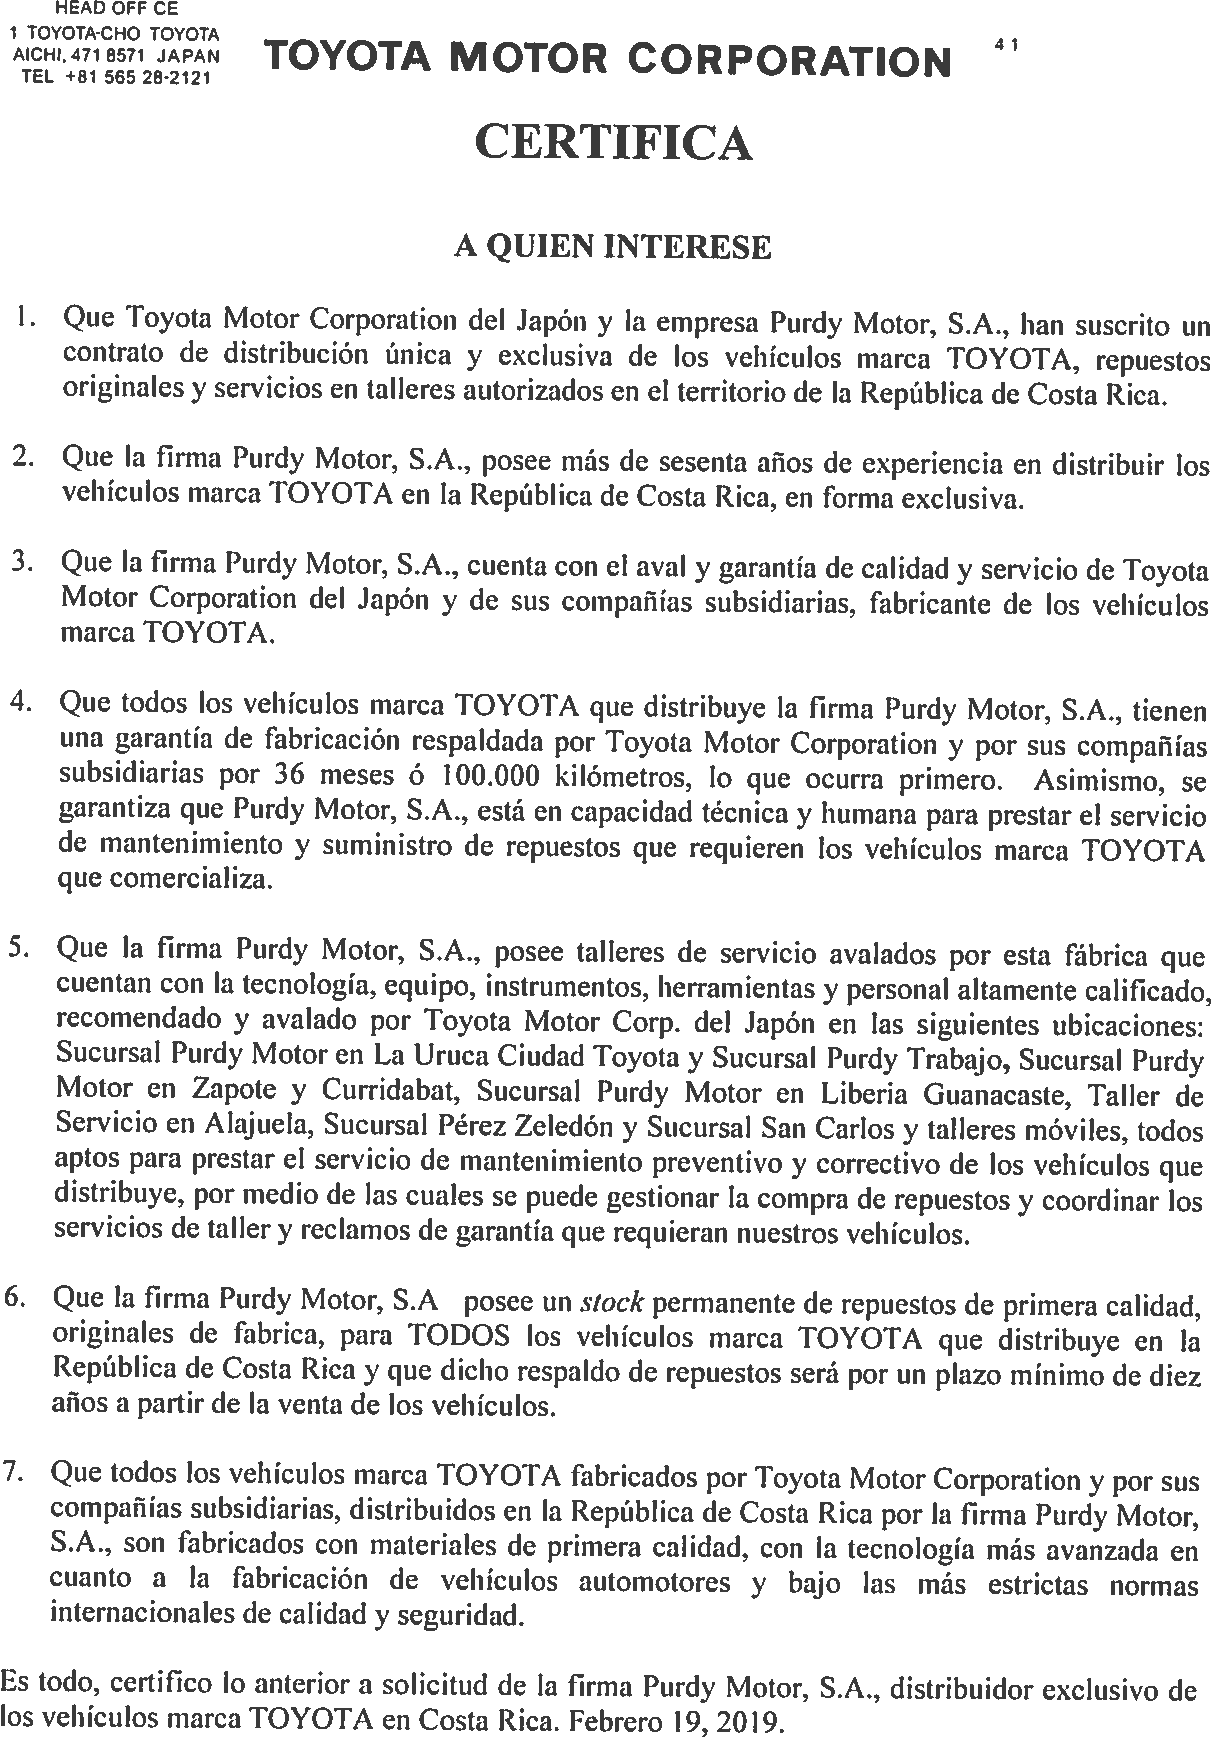 HEAD OFF CE
1 TOYOTA-CHO TOYOTA
AICHI, 471 8571 JAPAN
TEL +81 565 28-2121
TOYOTA MOTOR CORPORATION
41
CERTIFICA
A QUIEN INTERESE
1. Que Toyota Motor Corporation del Japón y la empresa Purdy Motor, S.A., han suscrito un
contrato de distribución única y exclusiva de los vehículos marca TOYOTA, repuestos
originales y servicios en talleres autorizados en el territorio de la República de Costa Rica.
2. Que la firma Purdy Motor, S.A., posee más de sesenta años de experiencia en distribuir los
vehículos marca TOYOTA en la República de Costa Rica, en forma exclusiva.
3. Que la firma Purdy Motor, S.A., cuenta con el aval y garantía de calidad y servicio de Toyota
Motor Corporation del Japón y de sus compañías subsidiarias, fabricante de los vehículos
marca TOYOTA.
4. Que todos los vehículos marca TOYOTA que distribuye la firma Purdy Motor, S.A., tienen
una garantía de fabricación respaldada por Toyota Motor Corporation y por sus compañías
subsidiarias por 36 meses ó 100.000 kilómetros, lo que ocurra primero. Asimismo, se
garantiza que Purdy Motor, S.A., está en capacidad técnica y humana para prestar el servicio
de mantenimiento y suministro de repuestos que requieren los vehículos marca TOYOTA
que comercializa.
5. Que la firma Purdy Motor, S.A., posee talleres de servicio avalados por esta fábrica que
cuentan con la tecnología, equipo, instrumentos, herramientas y personal altamente calificado,
recomendado y avalado por Toyota Motor Corp. del Japón en las siguientes ubicaciones:
Sucursal Purdy Motor en La Uruca Ciudad Toyota y Sucursal Purdy Trabajo, Sucursal Purdy
Motor en Zapote y Curridabat, Sucursal Purdy Motor en Liberia Guanacaste, Taller de
Servicio en Alajuela, Sucursal Pérez Zeledón y Sucursal San Carlos y talleres móviles, todos
aptos para prestar el servicio de mantenimiento preventivo y correctivo de los vehículos que
distribuye, por medio de las cuales se puede gestionar la compra de repuestos y coordinar los
servicios de taller y reclamos de garantía que requieran nuestros vehículos.
6. Que la firma Purdy Motor, S.A posee un stock permanente de repuestos de primera calidad,
originales de fabrica, para TODOS los vehículos marca TOYOTA que distribuye en la
República de Costa Rica y que dicho respaldo de repuestos será por un plazo mínimo de diez
años a partir de la venta de los vehículos.
7. Que todos los vehículos marca TOYOTA fabricados por Toyota Motor Corporation y por sus
compañías subsidiarias, distribuidos en la República de Costa Rica por la firma Purdy Motor,
S.A., son fabricados con materiales de primera calidad, con la tecnología más avanzada en
cuanto a la fabricación de vehículos automotores y bajo las más estrictas normas
internacionales de calidad y seguridad.
Es todo, certifico lo anterior a solicitud de la firma Purdy Motor, S.A., distribuidor exclusivo de
los vehículos marca TOYOTA en Costa Rica. Febrero 19, 2019.